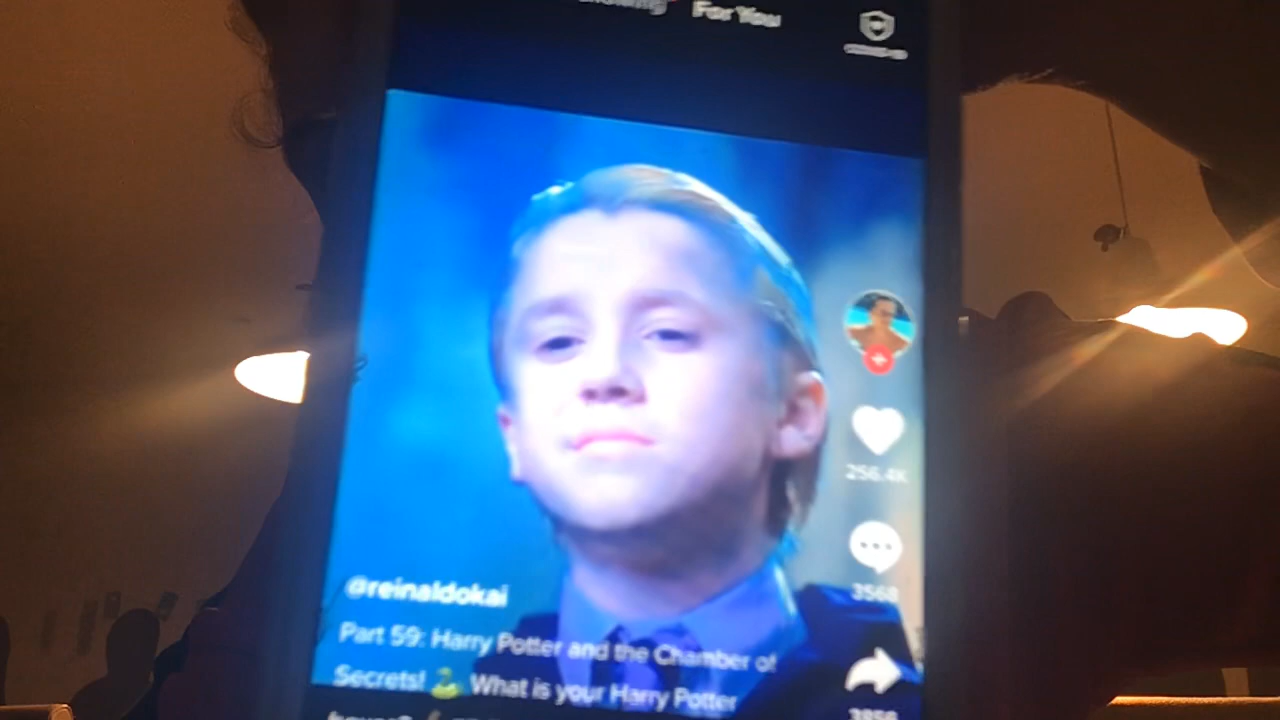 For You
256.4K
3568
@reinaldokai
Part 59: Harry Potter and the Chamber of
Secrets! 🐍 What is your Harry Potter